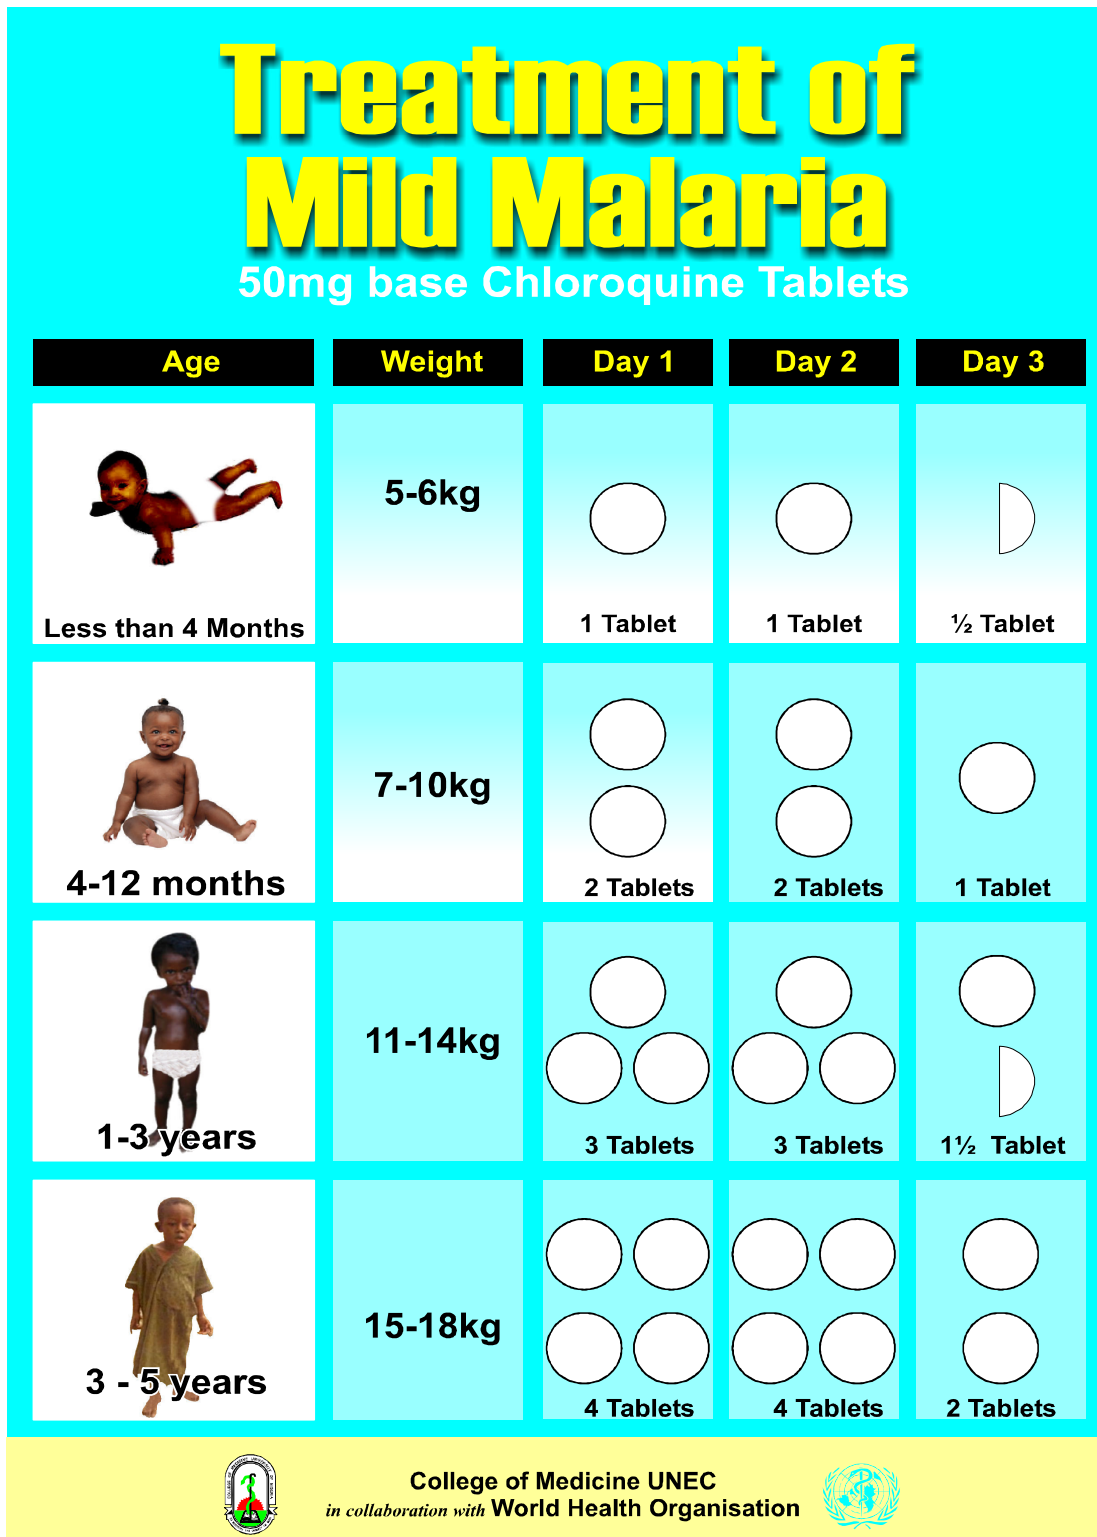 Treatment of
Mild Malaria
50mg base Chloroquine Tablets
Age Weight Day 1 Day 2 Day 3
5-6kg
Less than 4 Months 1 Tablet 1 Tablet ½ Tablet
7-10kg
4-12 months 2 Tablets 2 Tablets 1 Tablet
11-14kg
1-3 years 3 Tablets 3 Tablets 1½ Tablet
15-18kg
3 - 5 years 4 Tablets 4 Tablets 2 Tablets
College of Medicine UNEC
in collaboration with World Health Organisation